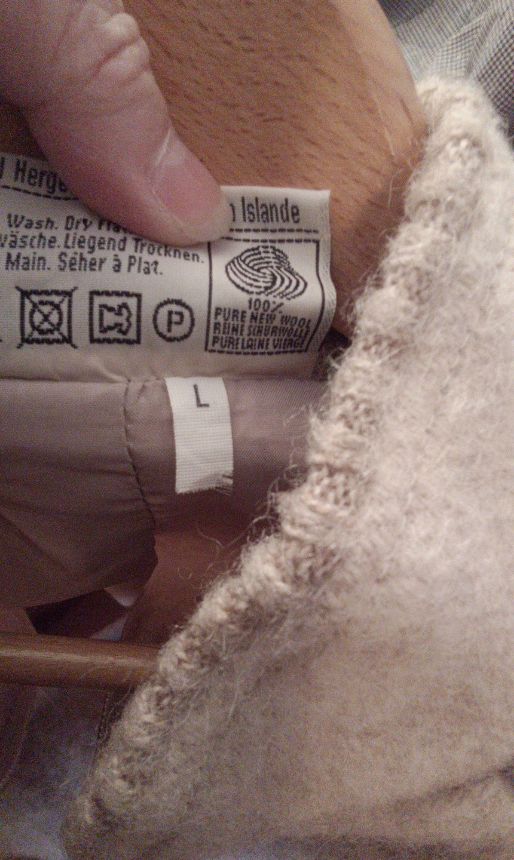 Herge
n Islande
Wash. Dry Fla
wäsche. Liegend Trocknen.
Main. Séher à Plat.
P
100%
PURE NEW WOOL
REINE SCHURWOLLE
PURE LAINE VIERGE
L